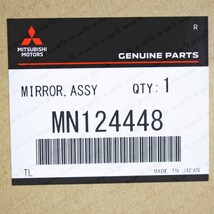 R
MITSUBISHI
MOTORS
GENUINE PARTS
MIRROR, ASSY QTY: 1
MN124448
TL MADE IN JAPAN